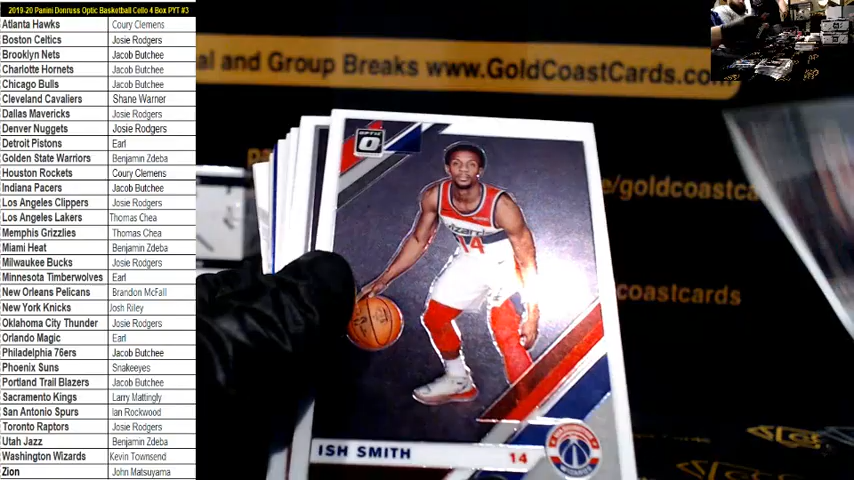 2019-20 Panini Donruss Optic Basketball Cello 4 Box PYT #3
Atlanta Hawks Coury Clemens
Boston Celtics Josie Rodgers
Brooklyn Nets Jacob Butchee
Charlotte Hornets Jacob Butchee
Chicago Bulls Jacob Butchee
Cleveland Cavaliers Shane Warner
Dallas Mavericks Josie Rodgers
Denver Nuggets Josie Rodgers
Detroit Pistons Earl
Golden State Warriors Benjamin Zdeba
Houston Rockets Coury Clemens
Indiana Pacers Jacob Butchee
Los Angeles Clippers Josie Rodgers
Los Angeles Lakers Thomas Chea
Memphis Grizzlies Thomas Chea
Miami Heat Benjamin Zdeba
Milwaukee Bucks Josie Rodgers
Minnesota Timberwolves Earl
New Orleans Pelicans Brandon McFall
New York Knicks Josh Riley
Oklahoma City Thunder Josie Rodgers
Orlando Magic Earl
Philadelphia 76ers Jacob Butchee
Phoenix Suns Snakeeyes
Portland Trail Blazers Jacob Butchee
Sacramento Kings Larry Mattingly
San Antonio Spurs Ian Rockwood
Toronto Raptors Josie Rodgers
Utah Jazz Benjamin Zdeba
Washington Wizards Kevin Townsend
Zion John Matsuyama
al and Group Breaks www.GoldCoastCards.com
e/goldcoastca
coastcards
OPTIC
14
ISH SMITH 14
WIZARDS